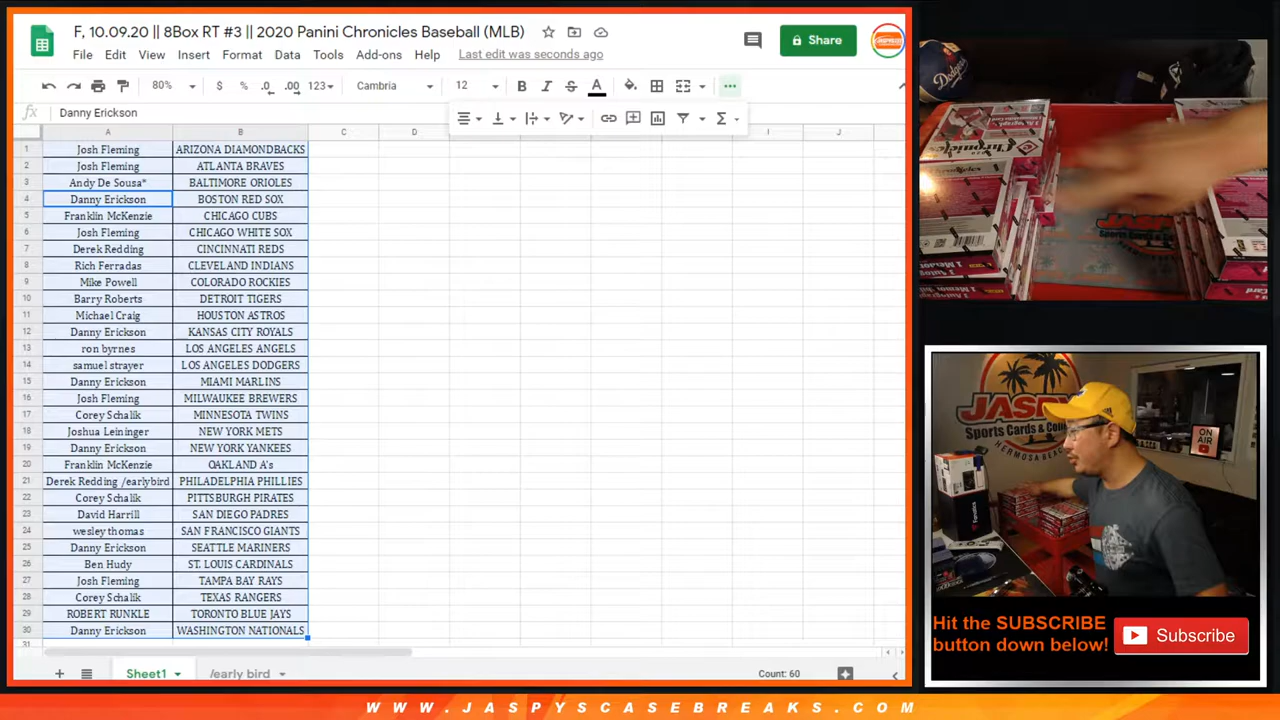 F, 10.09.20 || 8Box RT #3 || 2020 Panini Chronicles Baseball (MLB)
File Edit View Insert Format Data Tools Add-ons Help Last edit was seconds ago
Share
80% $ % .0 .00 123 Cambria 12 B I S A
fx Danny Erickson
A B C D I J
1 Josh Fleming ARIZONA DIAMONDBACKS
2 Josh Fleming ATLANTA BRAVES
3 Andy De Sousa* BALTIMORE ORIOLES
4 Danny Erickson BOSTON RED SOX
5 Franklin McKenzie CHICAGO CUBS
6 Josh Fleming CHICAGO WHITE SOX
7 Derek Redding CINCINNATI REDS
8 Rich Ferradas CLEVELAND INDIANS
9 Mike Powell COLORADO ROCKIES
10 Barry Roberts DETROIT TIGERS
11 Michael Craig HOUSTON ASTROS
12 Danny Erickson KANSAS CITY ROYALS
13 ron byrnes LOS ANGELES ANGELS
14 samuel strayer LOS ANGELES DODGERS
15 Danny Erickson MIAMI MARLINS
16 Josh Fleming MILWAUKEE BREWERS
17 Corey Schalik MINNESOTA TWINS
18 Joshua Leininger NEW YORK METS
19 Danny Erickson NEW YORK YANKEES
20 Franklin McKenzie OAKLAND A's
21 Derek Redding /earlybird PHILADELPHIA PHILLIES
22 Corey Schalik PITTSBURGH PIRATES
23 David Harrill SAN DIEGO PADRES
24 wesley thomas SAN FRANCISCO GIANTS
25 Danny Erickson SEATTLE MARINERS
26 Ben Hudy ST. LOUIS CARDINALS
27 Josh Fleming TAMPA BAY RAYS
28 Corey Schalik TEXAS RANGERS
29 ROBERT RUNKLE TORONTO BLUE JAYS
30 Danny Erickson WASHINGTON NATIONALS
31
Sheet1 /early bird Count: 60
Dodgers
Chronicles
JASPY
Sports Cards & Coll
HERMOSA BEACH
ON
AIR
Fanatics
Hit the SUBSCRIBE
button down below!
Subscribe
WWW.JASPYSCASEBREAKS.COM